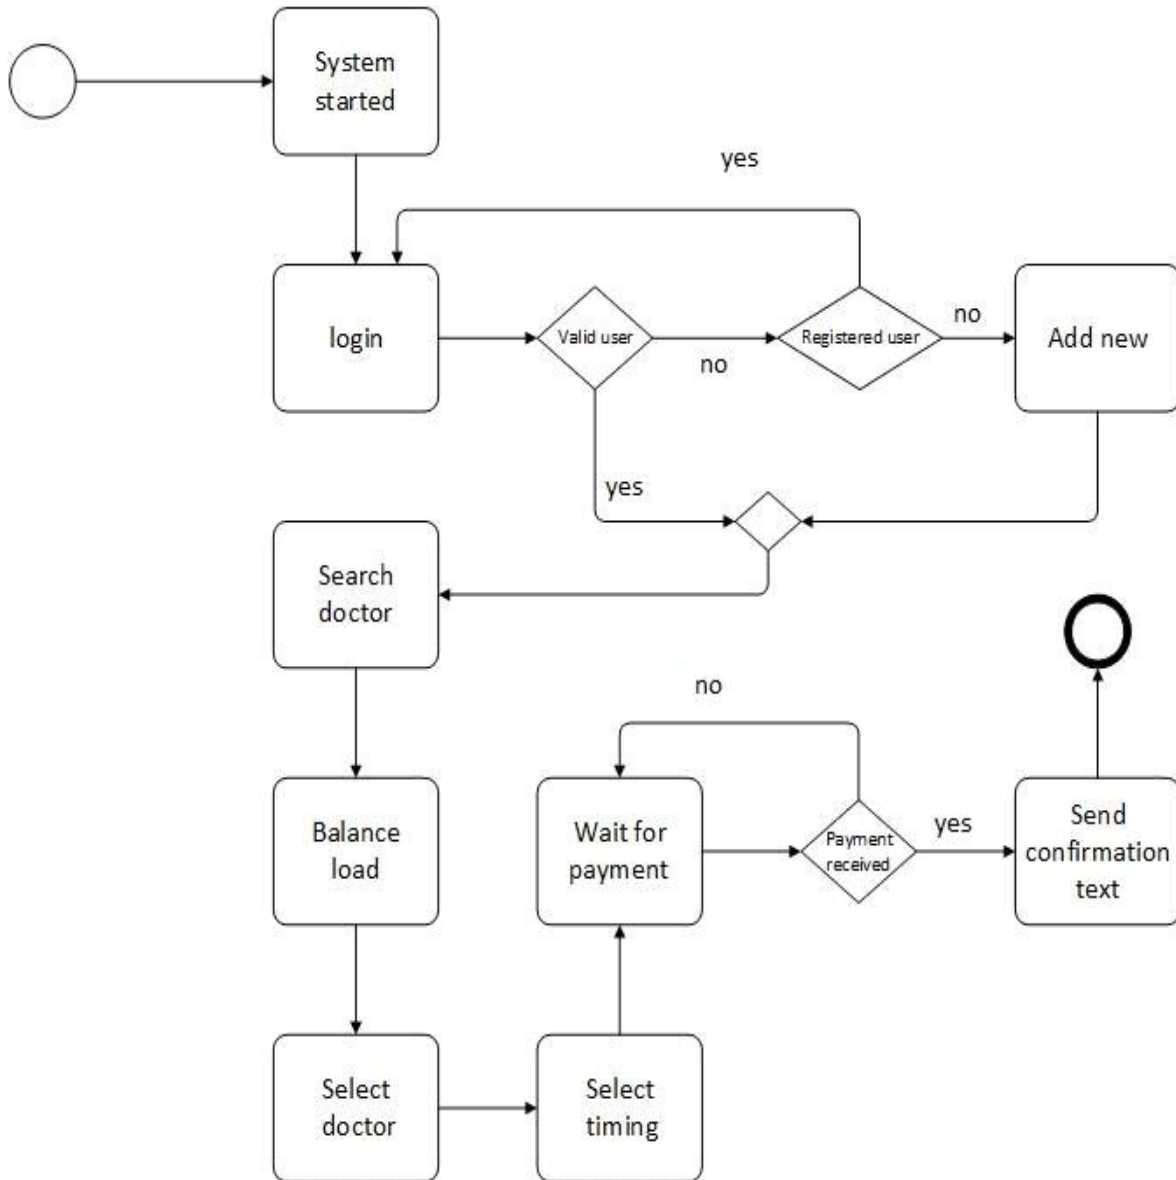 System
started
yes
login
Valid user
no
Registered user
no
Add new
yes
Search
doctor
no
Balance
load
Wait for
payment
Payment
received
yes
Send
confirmation
text
Select
doctor
Select
timing